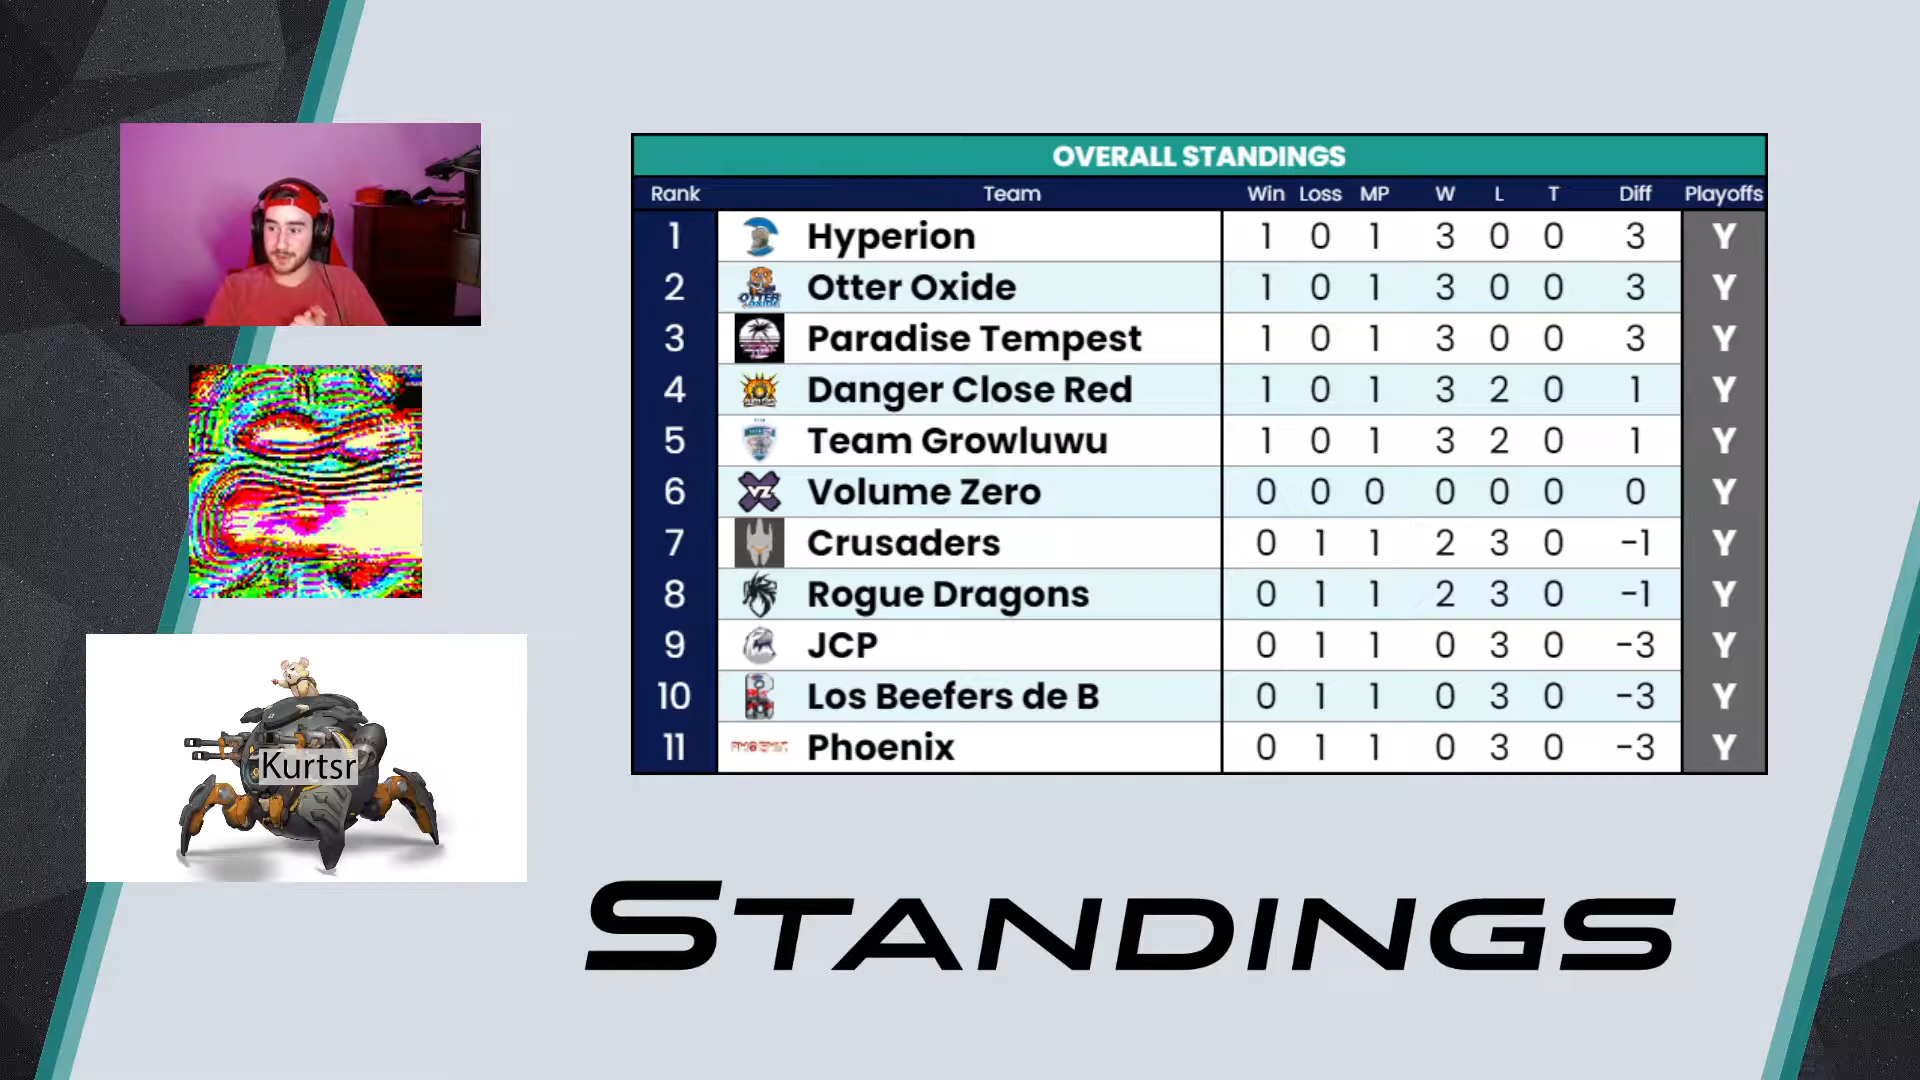 OVERALL STANDINGS
Rank Team Win Loss MP W L T Diff Playoffs
1 Hyperion 1 0 1 3 0 0 3 Y
2 OTTER OXIDE Otter Oxide 1 0 1 3 0 0 3 Y
3 Paradise Tempest 1 0 1 3 0 0 3 Y
4 Danger Close Red 1 0 1 3 2 0 1 Y
5 Team Growluwu 1 0 1 3 2 0 1 Y
6 VZ Volume Zero 0 0 0 0 0 0 0 Y
7 Crusaders 0 1 1 2 3 0 -1 Y
8 Rogue Dragons 0 1 1 2 3 0 -1 Y
9 JCP 0 1 1 0 3 0 -3 Y
10 Los Beefers de B 0 1 1 0 3 0 -3 Y
11 PHOENIX Phoenix 0 1 1 0 3 0 -3 Y
Kurtsr
STANDINGS